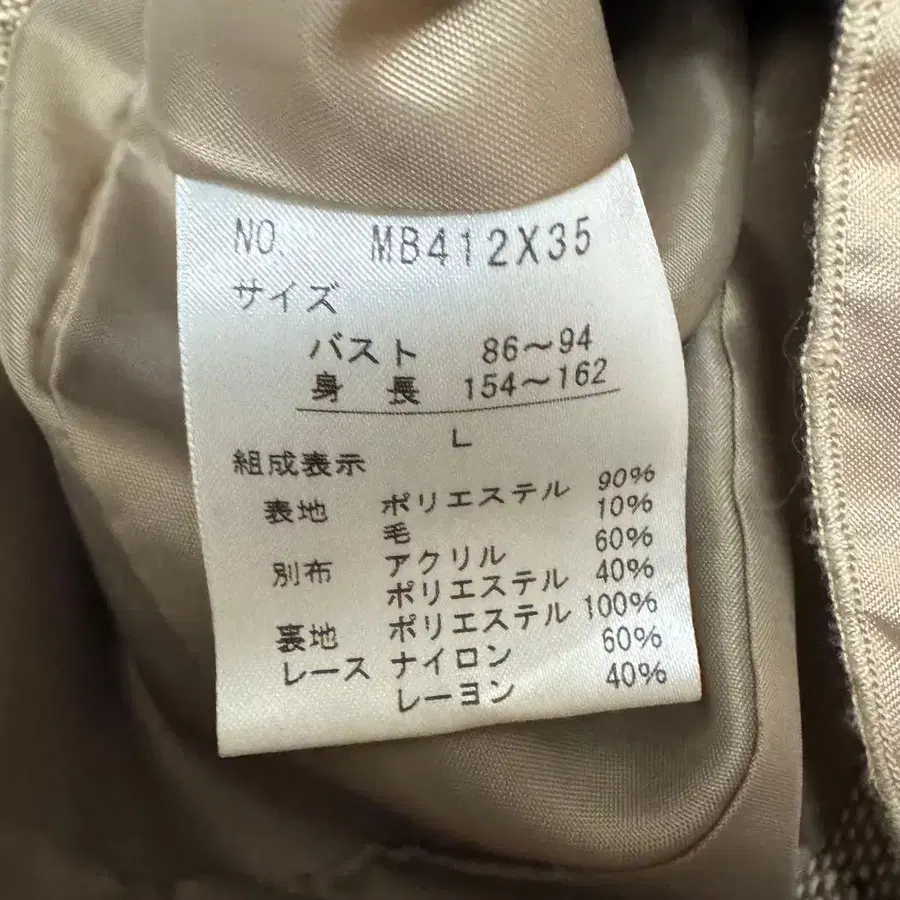 NO. MB412X35
サイズ
バスト 86～94
身長 154～162
L
組成表示
表地 ポリエステル 90%
毛 10%
別布 アクリル 60%
ポリエステル 40%
裏地 ポリエステル 100%
レース ナイロン 60%
レーヨン 40%